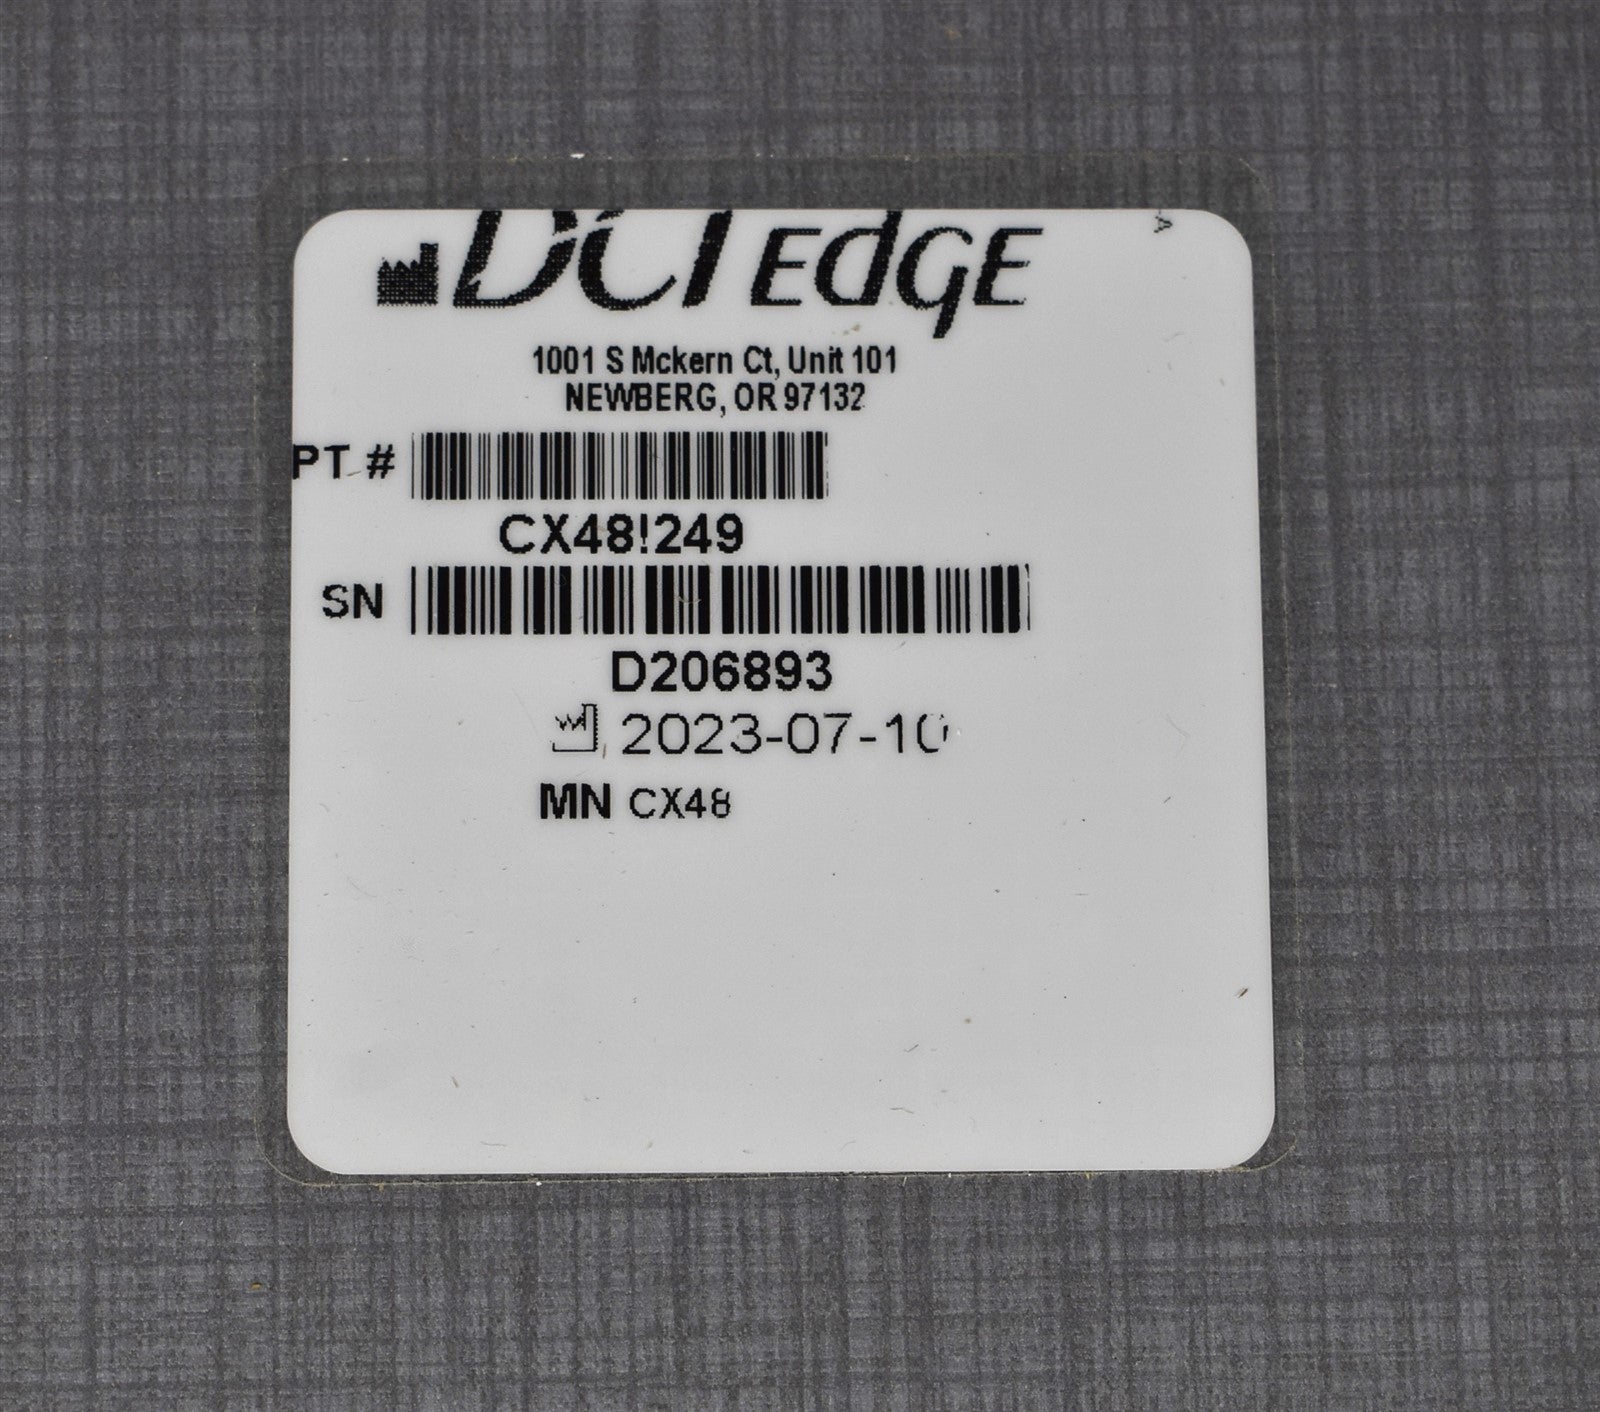 DCI EdgE
1001 S Mckern Ct, Unit 101
NEWBERG, OR 97132
PT #
CX48!249
SN
D206893
2023-07-10
MN CX48